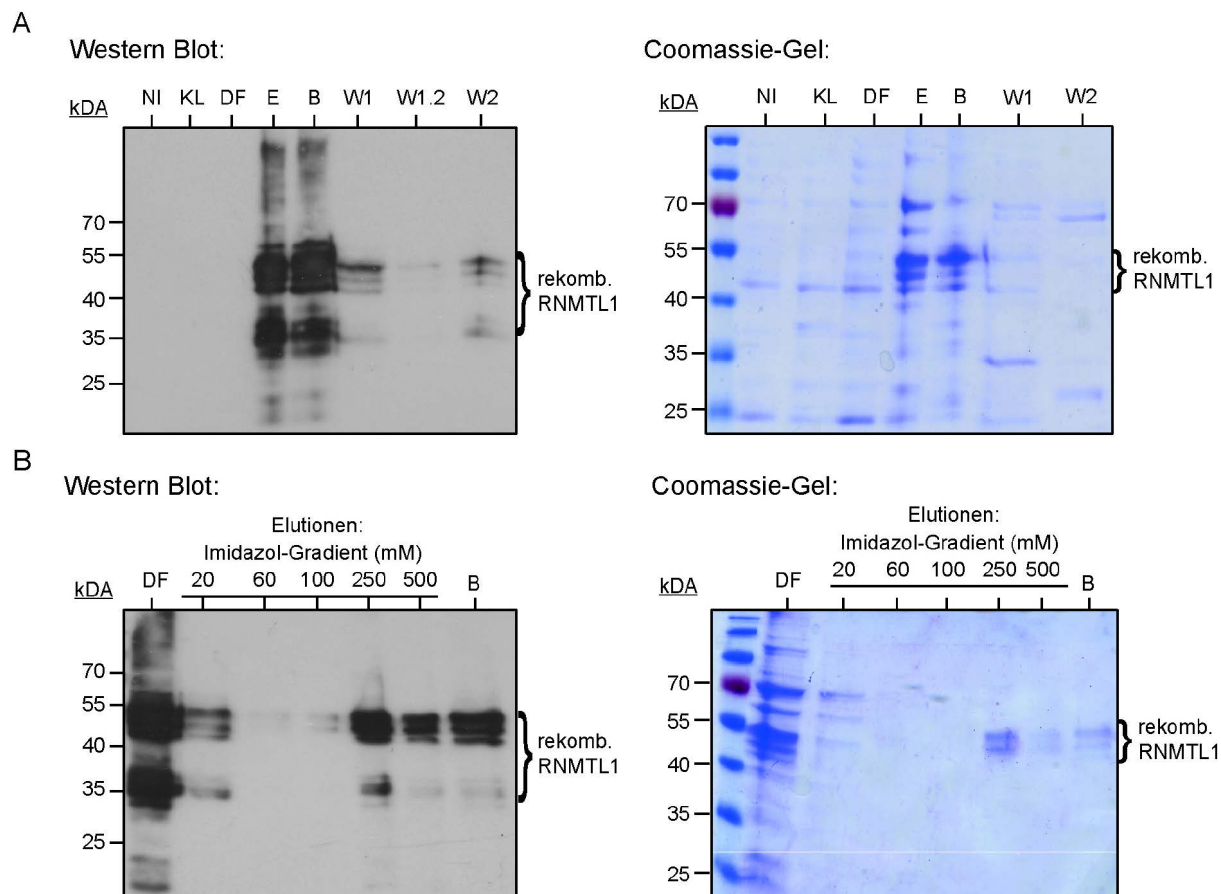 A
Western Blot:
kDA NI KL DF E B W1 W1.2 W2
70
55
40
35
25
rekomb.
RNMTL1
Coomassie-Gel:
kDA NI KL DF E B W1 W2
70
55
40
35
25
rekomb.
RNMTL1
B
Western Blot:
Elutionen:
Imidazol-Gradient (mM)
kDA DF 20 60 100 250 500 B
70
55
40
35
25
rekomb.
RNMTL1
Coomassie-Gel:
Elutionen:
Imidazol-Gradient (mM)
kDA DF 20 60 100 250 500 B
70
55
40
35
25
rekomb.
RNMTL1